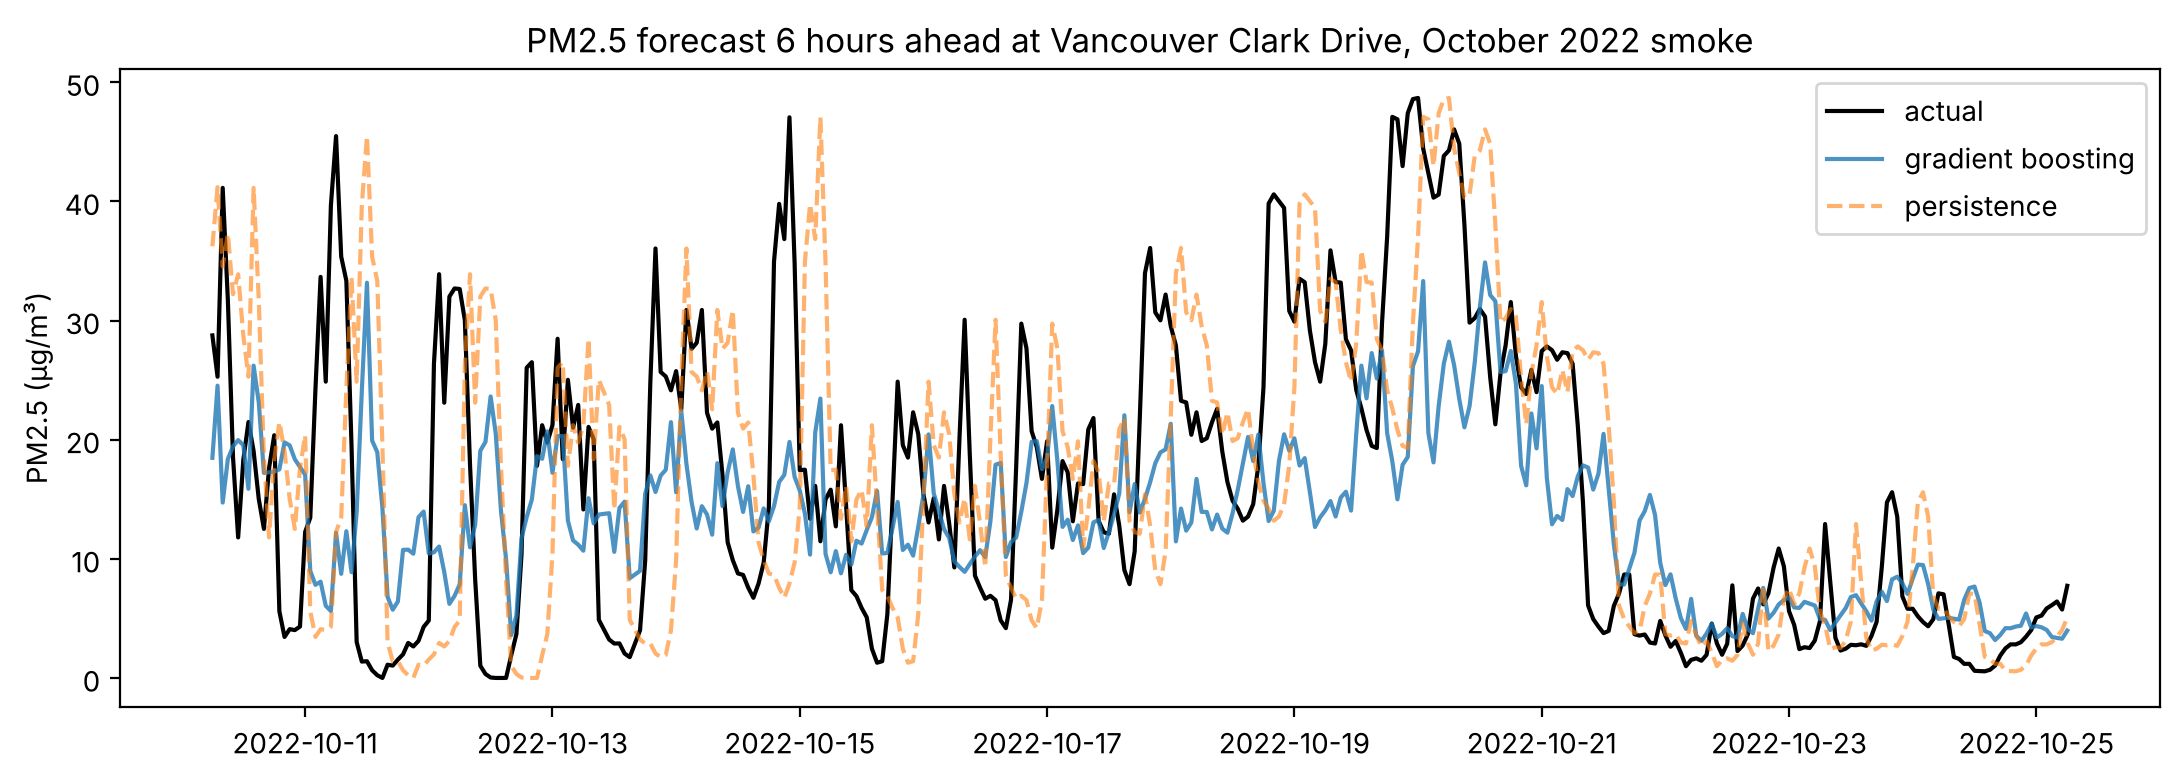 PM2.5 forecast 6 hours ahead at Vancouver Clark Drive, October 2022 smoke
PM2.5 (µg/m³)
50
40
30
20
10
0
actual
gradient boosting
persistence
2022-10-11
2022-10-13
2022-10-15
2022-10-17
2022-10-19
2022-10-21
2022-10-23
2022-10-25